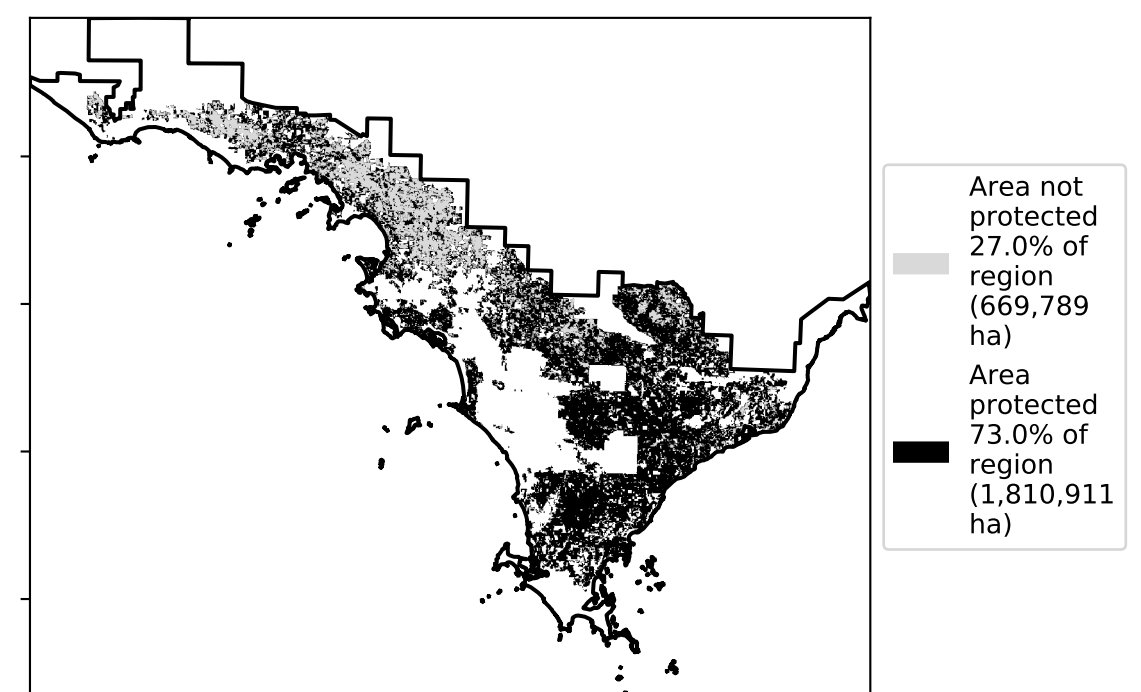 Area not
protected
27.0% of
region
(669,789
ha)
Area
protected
73.0% of
region
(1,810,911
ha)